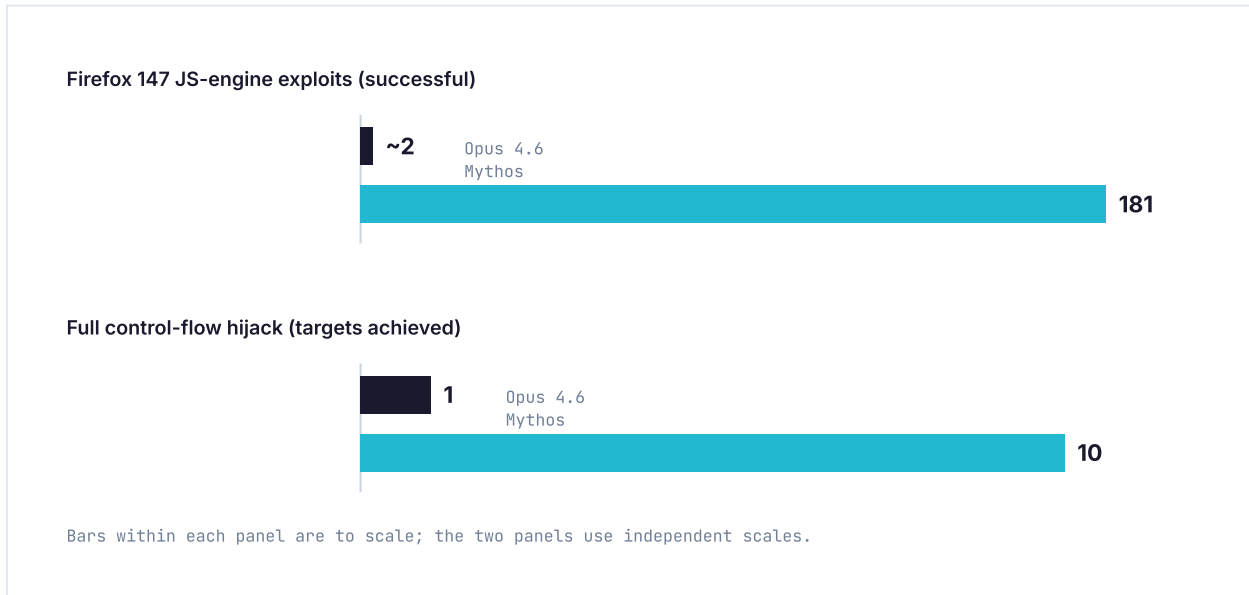 Firefox 147 JS-engine exploits (successful)
~2
Opus 4.6
Mythos
181
Full control-flow hijack (targets achieved)
1
Opus 4.6
Mythos
10
Bars within each panel are to scale; the two panels use independent scales.